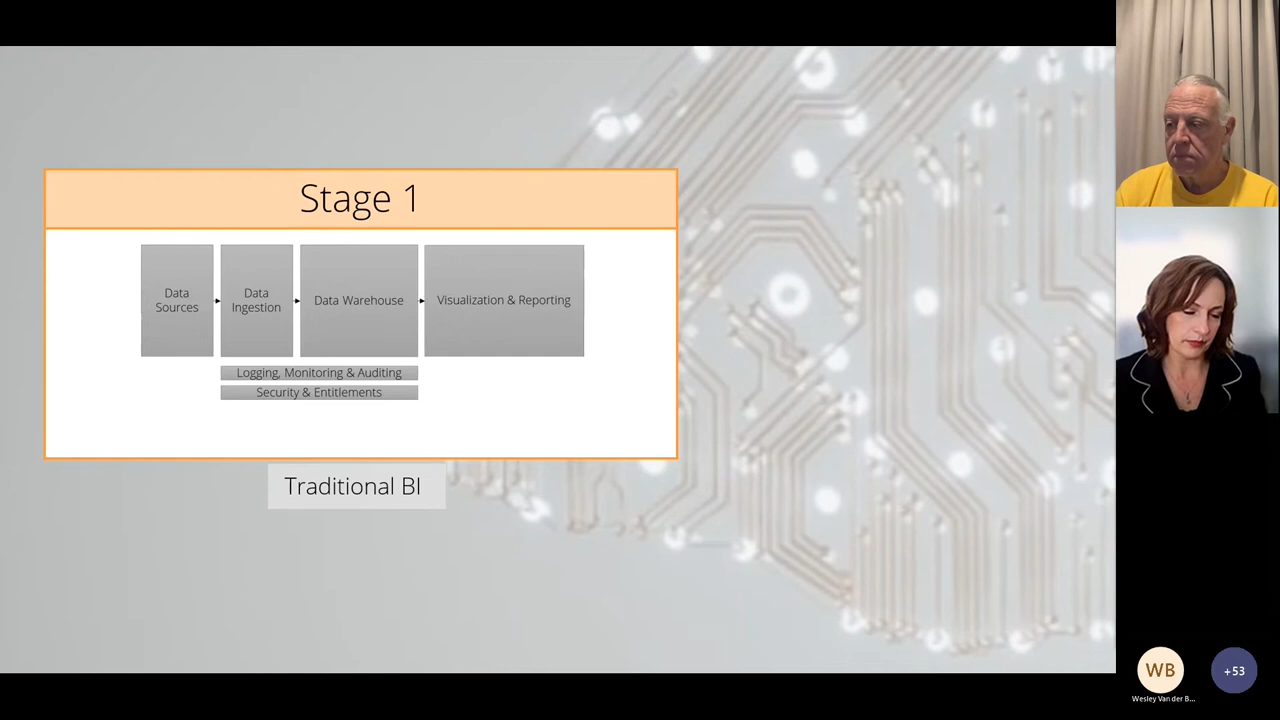 Stage 1
Data
Sources
Data
Ingestion
Data Warehouse
Visualization & Reporting
Logging, Monitoring & Auditing
Security & Entitlements
Traditional BI
WB
+53
Wesley Van der B...